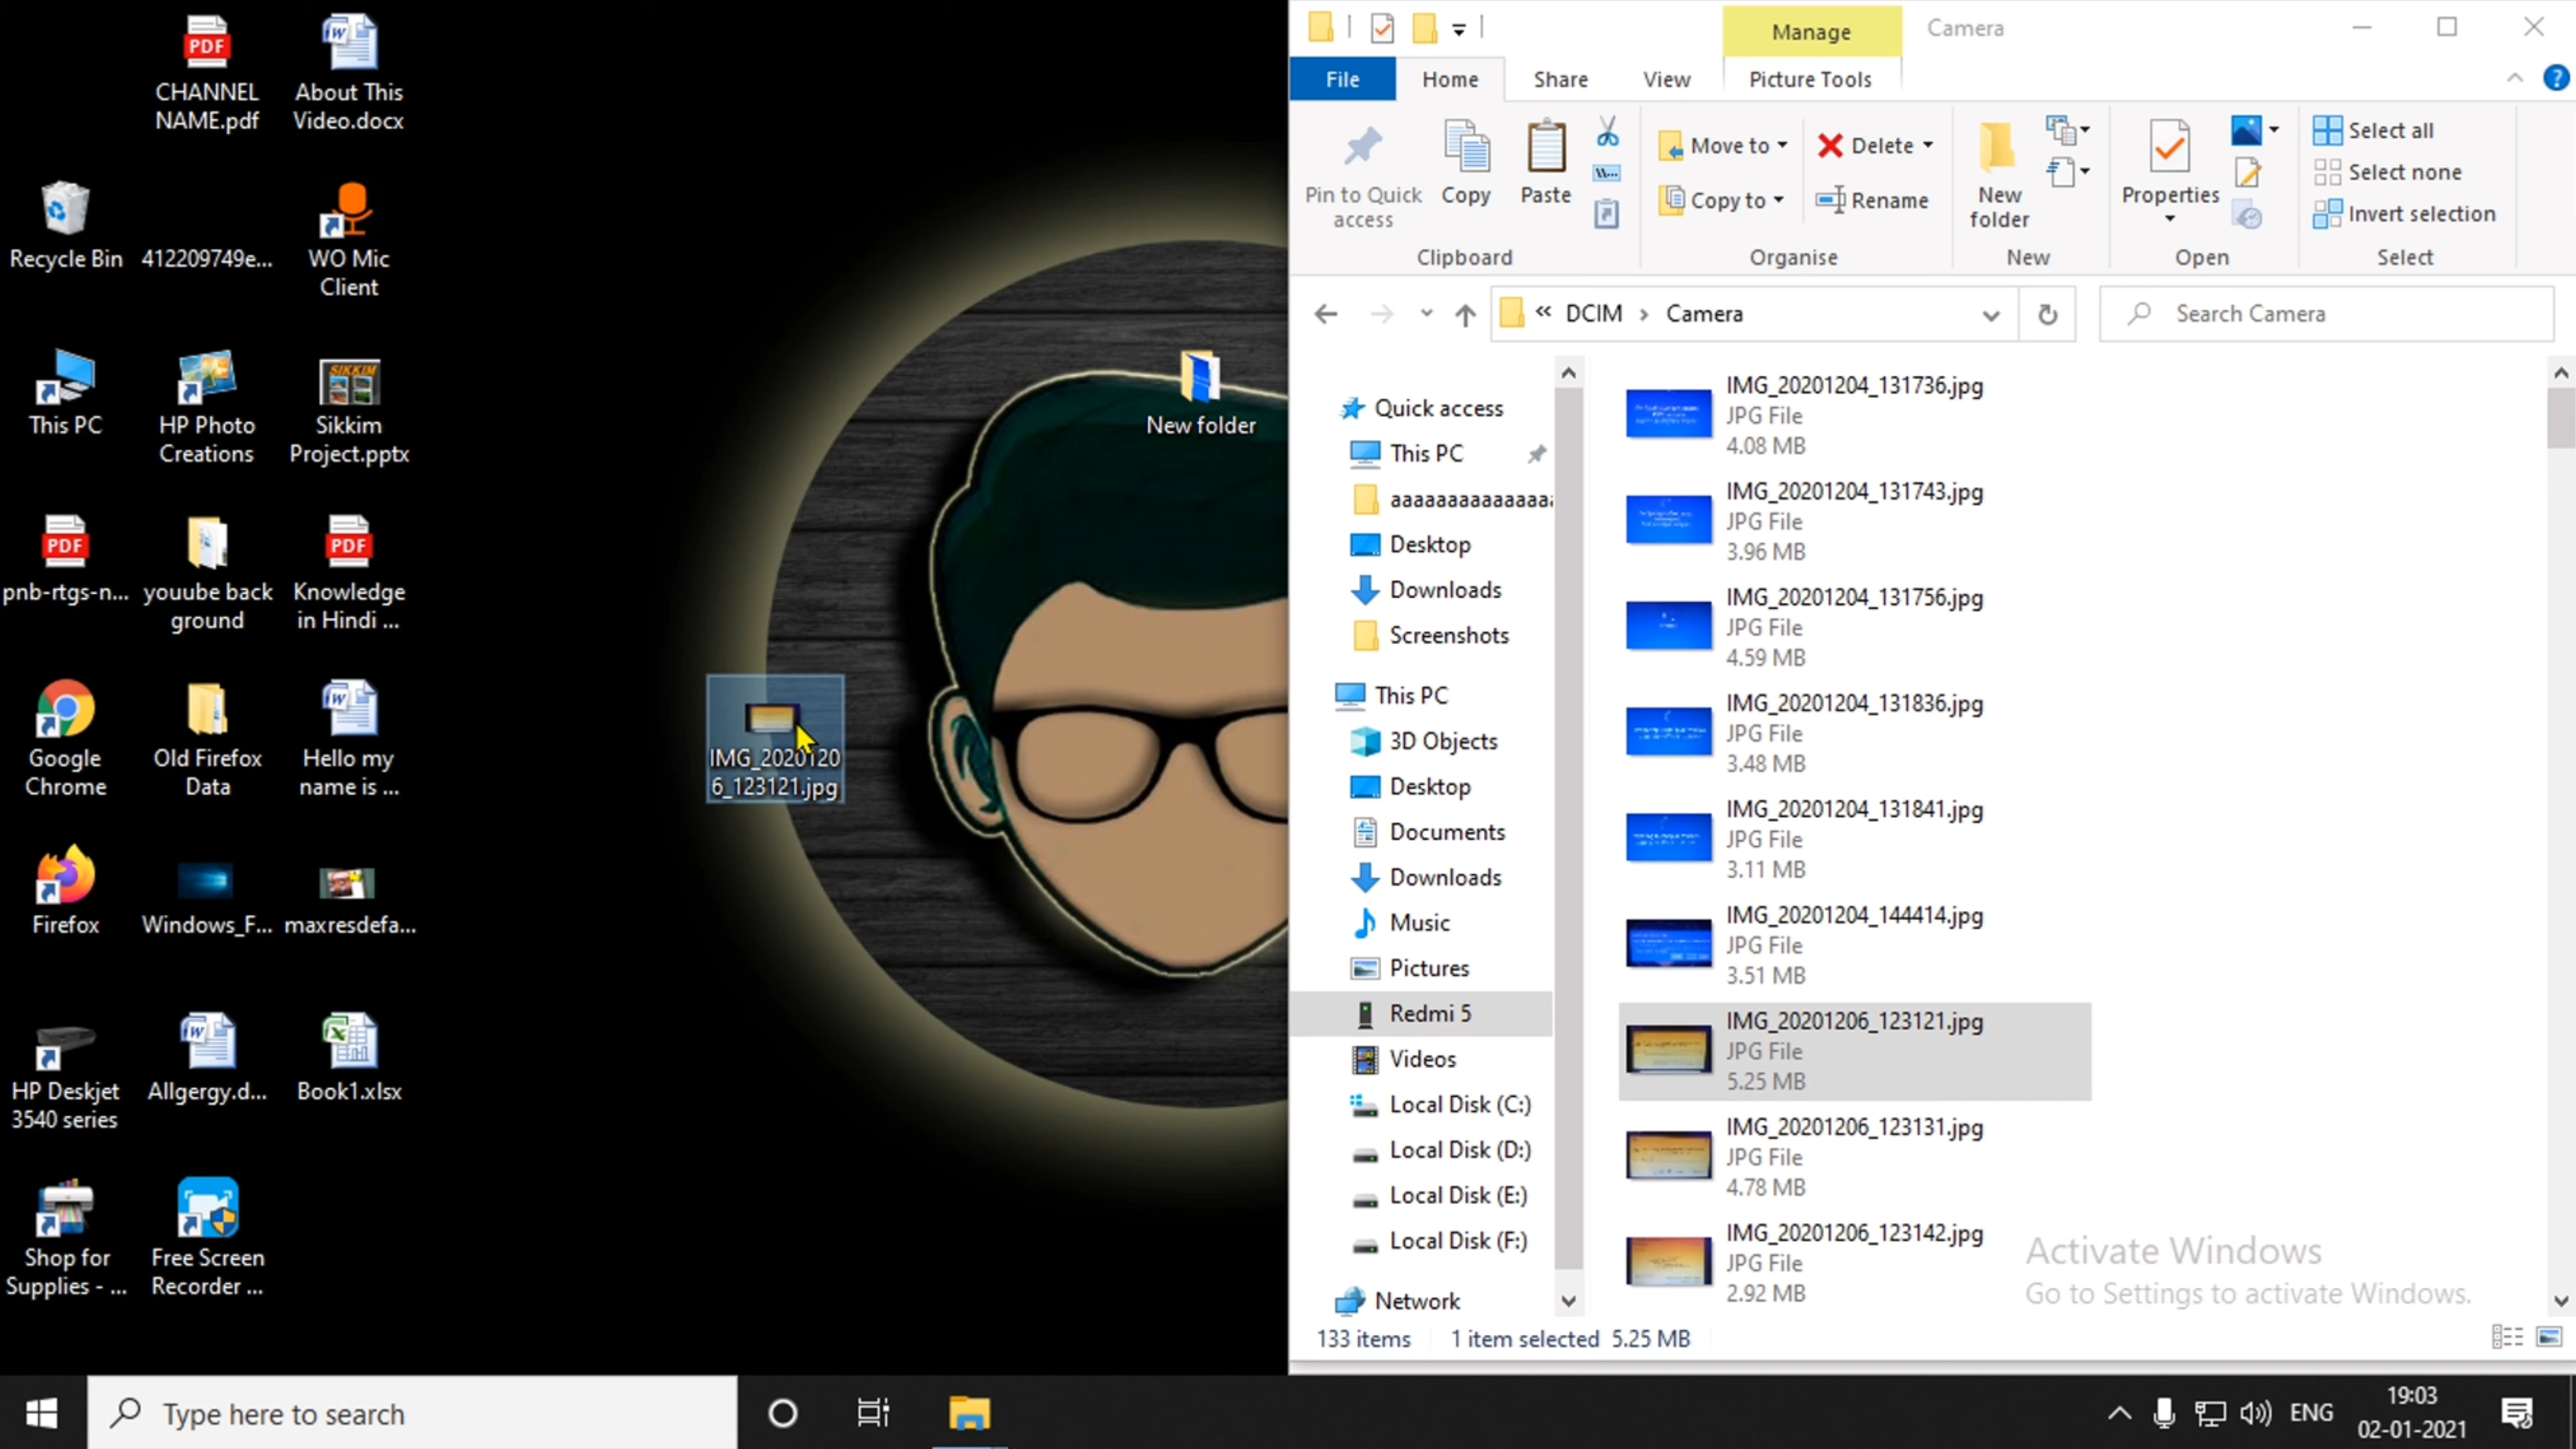 CHANNEL
NAME.pdf
About This
Video.docx
Recycle Bin
412209749e...
WO Mic
Client
This PC
HP Photo
Creations
SIKKIM
Sikkim
Project.pptx
PDF
pnb-rtgs-n...
youube back
ground
PDF
Knowledge
in Hindi ...
Google
Chrome
Old Firefox
Data
Hello my
name is ...
Firefox
Windows_F...
maxresdefa...
HP Deskjet
3540 series
Allgergy.d...
Book1.xlsx
Shop for
Supplies - ...
Free Screen
Recorder ...
New folder
IMG_2020120
6_123121.jpg
Manage
Camera
File
Home
Share
View
Picture Tools
Pin to Quick
access
Copy
Paste
Move to
Copy to
Delete
Rename
New
folder
Properties
Select all
Select none
Invert selection
Clipboard
Organise
New
Open
Select
« DCIM › Camera
Search Camera
Quick access
This PC
aaaaaaaaaaaaaaa
Desktop
Downloads
Screenshots
This PC
3D Objects
Desktop
Documents
Downloads
Music
Pictures
Redmi 5
Videos
Local Disk (C:)
Local Disk (D:)
Local Disk (E:)
Local Disk (F:)
Network
IMG_20201204_131736.jpg
JPG File
4.08 MB
IMG_20201204_131743.jpg
JPG File
3.96 MB
IMG_20201204_131756.jpg
JPG File
4.59 MB
IMG_20201204_131836.jpg
JPG File
3.48 MB
IMG_20201204_131841.jpg
JPG File
3.11 MB
IMG_20201204_144414.jpg
JPG File
3.51 MB
IMG_20201206_123121.jpg
JPG File
5.25 MB
IMG_20201206_123131.jpg
JPG File
4.78 MB
IMG_20201206_123142.jpg
JPG File
2.92 MB
Activate Windows
Go to Settings to activate Windows.
133 items
1 item selected 5.25 MB
Type here to search
ENG
19:03
02-01-2021